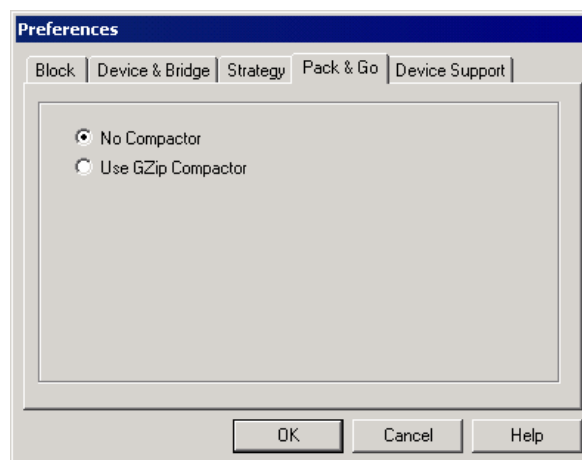 Preferences
Block Device & Bridge Strategy Pack & Go Device Support
No Compactor
Use GZip Compactor
OK Cancel Help